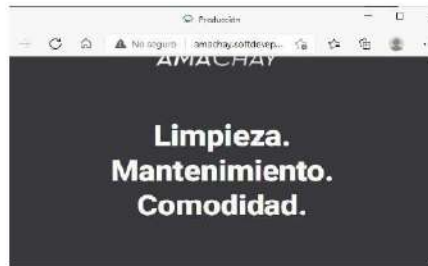 Producción
No seguro
AMACHAY
Limpieza.
Mantenimiento.
Comodidad.